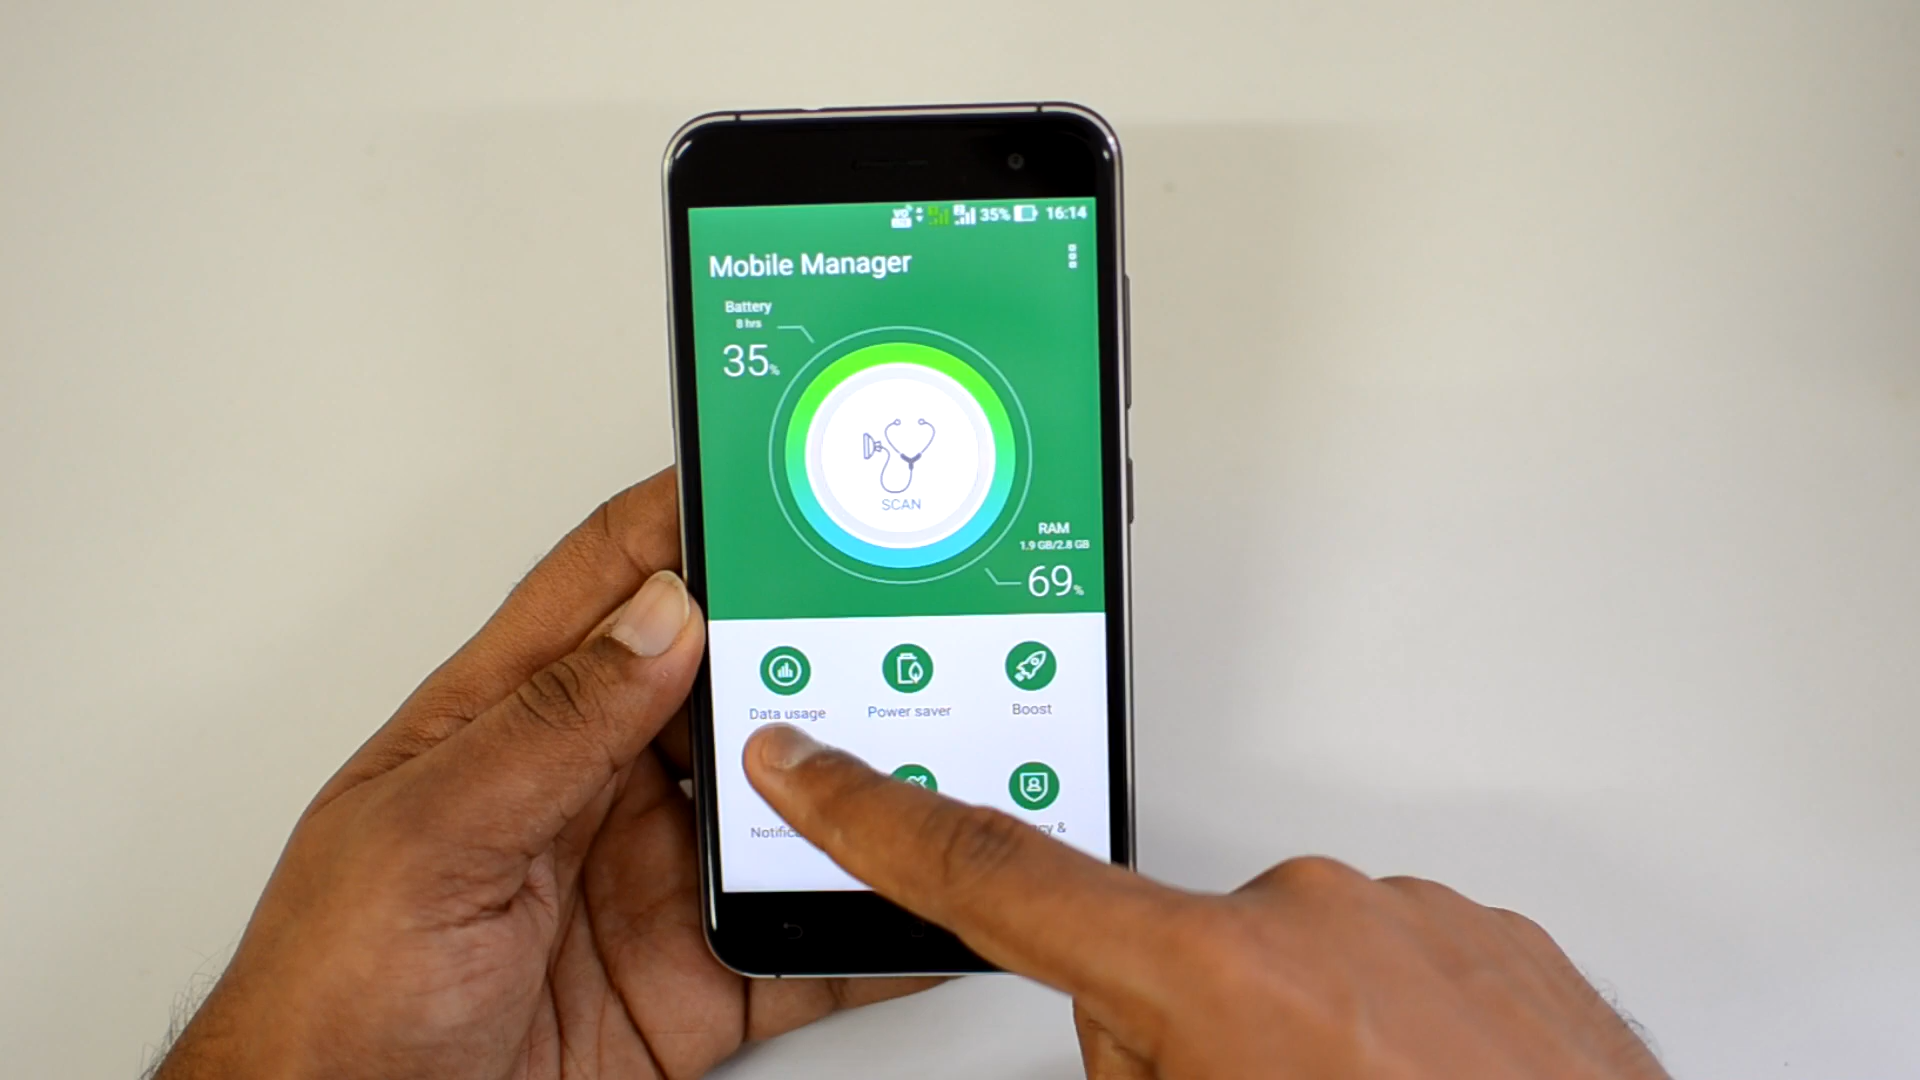 35% 16:14
Mobile Manager
Battery
8 hrs
35%
SCAN
RAM
1.9 GB/2.8 GB
69%
Data usage Power saver Boost
&